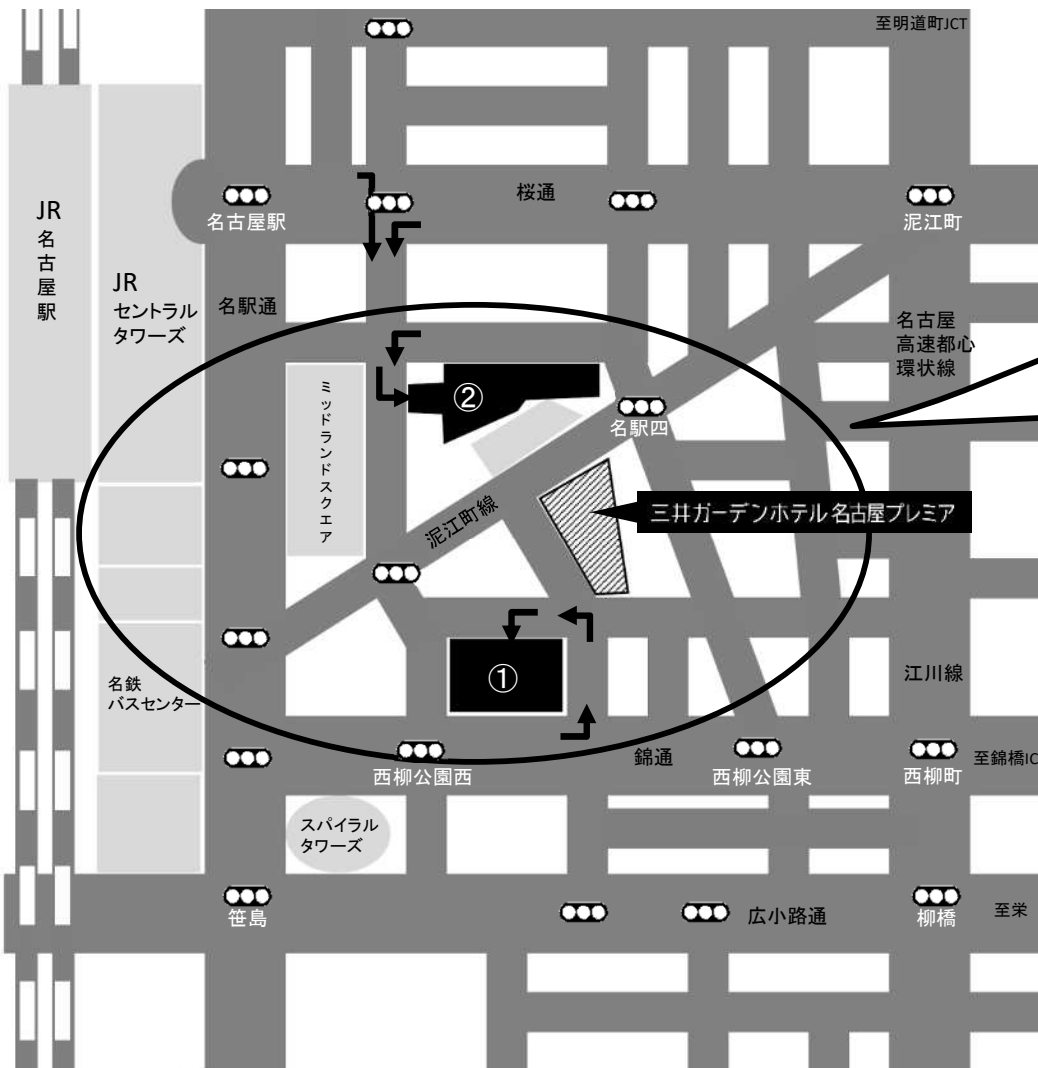 至明道町JCT
桜通
名古屋駅
泥江町
JR
名古屋駅
JR
セントラル
タワーズ
名駅通
名古屋
高速都心
環状線
ミッドランドスクエア
②
名駅四
泥江町線
三井ガーデンホテル名古屋プレミア
①
名鉄
バスセンター
江川線
錦通
至錦橋IC
西柳公園西
西柳公園東
西柳町
スパイラル
タワーズ
笹島
広小路通
柳橋
至栄